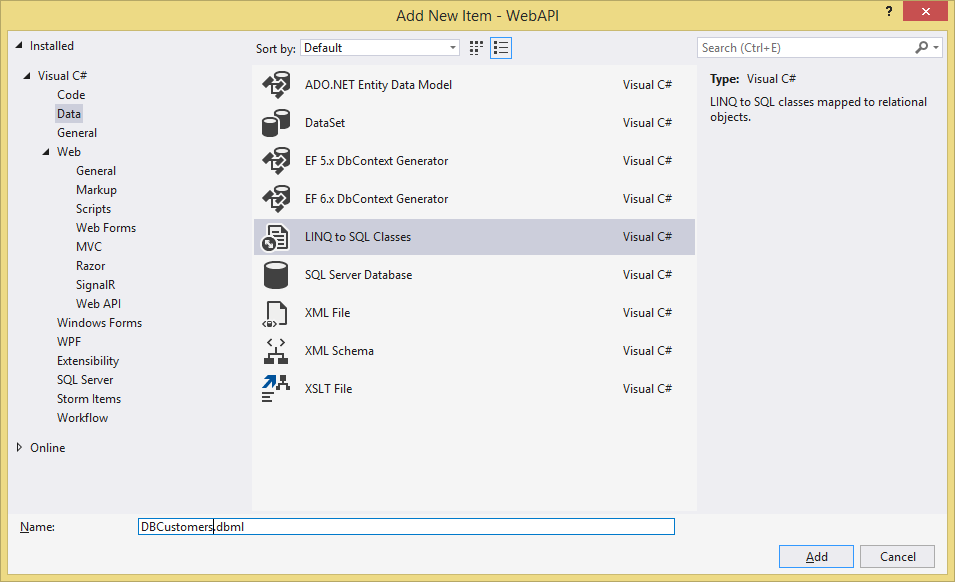 Add New Item - WebAPI
?
Installed
Visual C#
Code
Data
General
Web
General
Markup
Scripts
Web Forms
MVC
Razor
SignalR
Web API
Windows Forms
WPF
Extensibility
SQL Server
Storm Items
Workflow
Online
Sort by: Default
ADO.NET Entity Data Model Visual C#
DataSet Visual C#
EF 5.x DbContext Generator Visual C#
EF 6.x DbContext Generator Visual C#
LINQ to SQL Classes Visual C#
SQL Server Database Visual C#
XML File Visual C#
XML Schema Visual C#
XSLT File Visual C#
Search (Ctrl+E)
Type: Visual C#
LINQ to SQL classes mapped to relational
objects.
Name: DBCustomers.dbml
Add Cancel